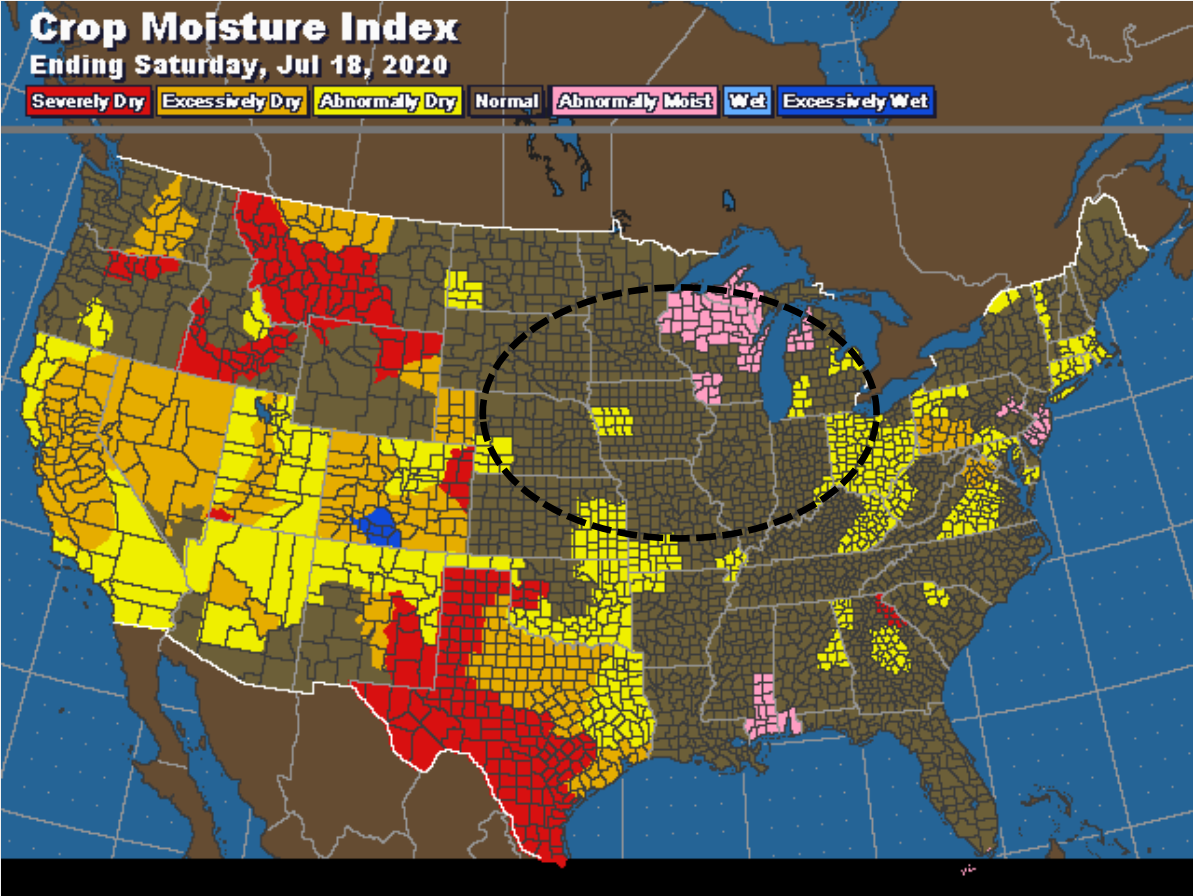 Crop Moisture Index
Ending Saturday, Jul 18, 2020
Severely Dry Excessively Dry Abnormally Dry Normal Abnormally Moist Wet Excessively Wet